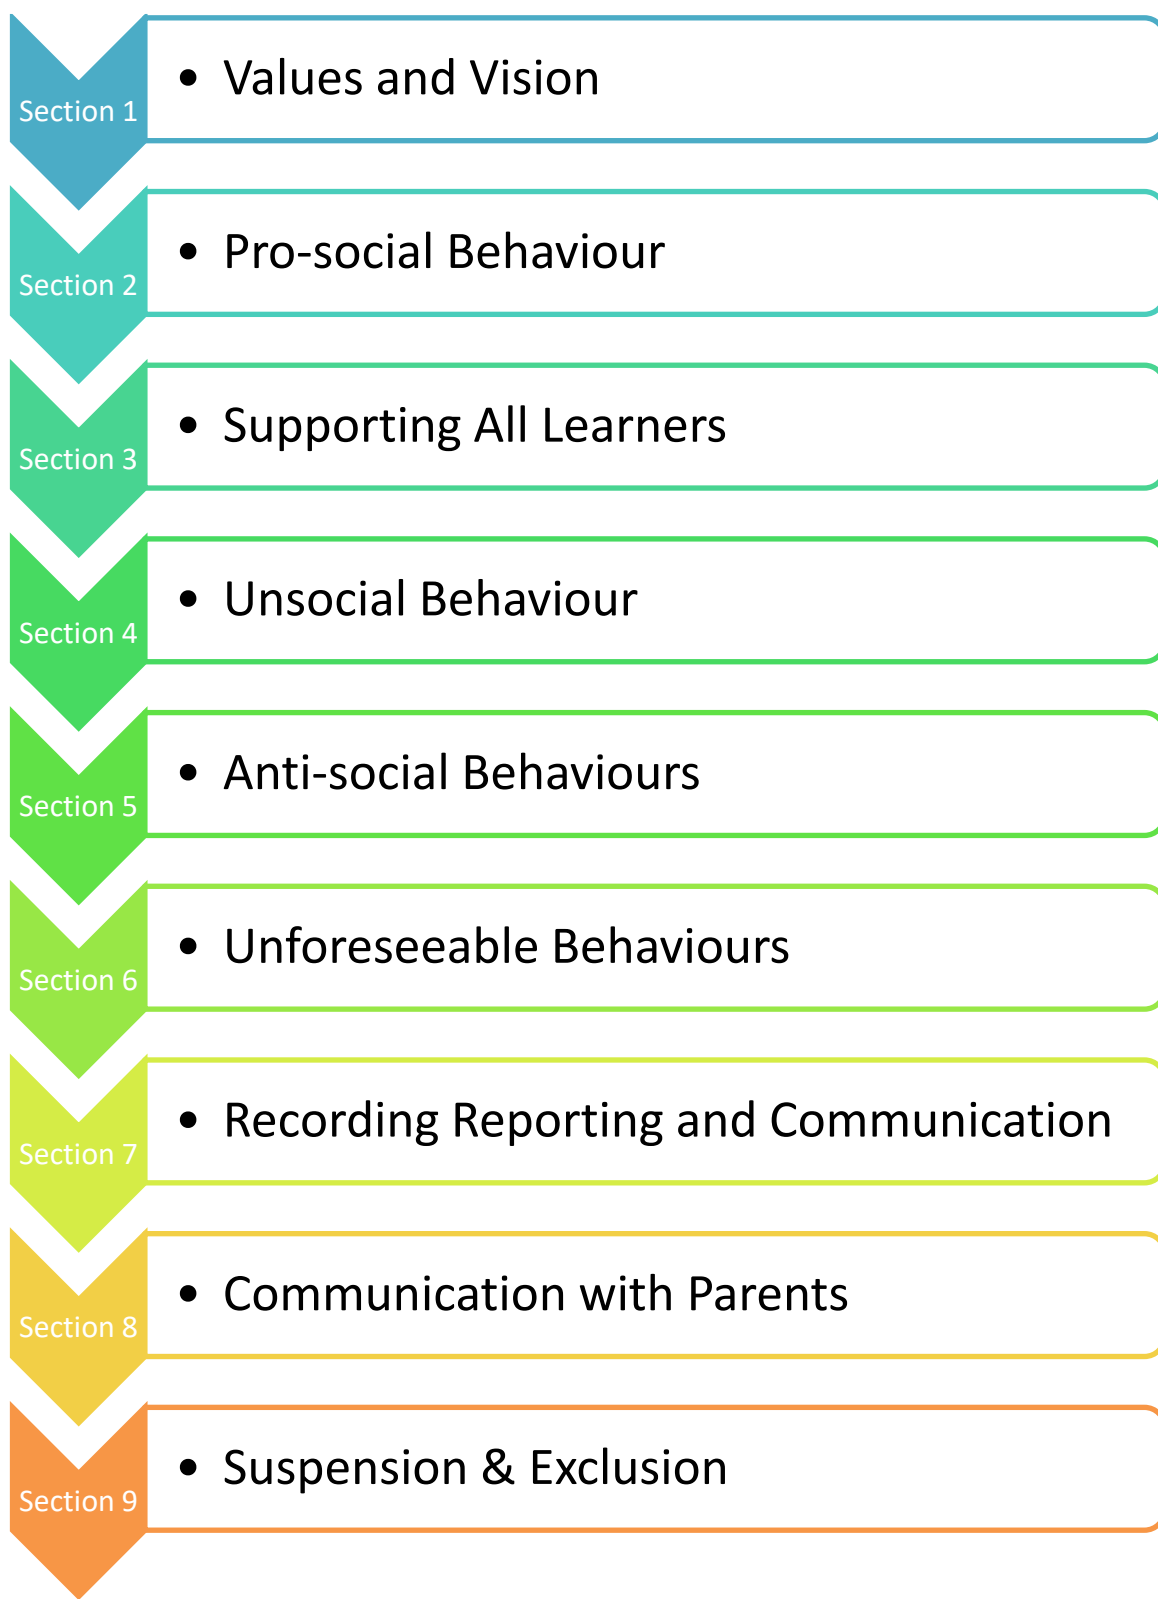 Section 1
• Values and Vision
Section 2
• Pro-social Behaviour
Section 3
• Supporting All Learners
Section 4
• Unsocial Behaviour
Section 5
• Anti-social Behaviours
Section 6
• Unforeseeable Behaviours
Section 7
• Recording Reporting and Communication
Section 8
• Communication with Parents
Section 9
• Suspension & Exclusion